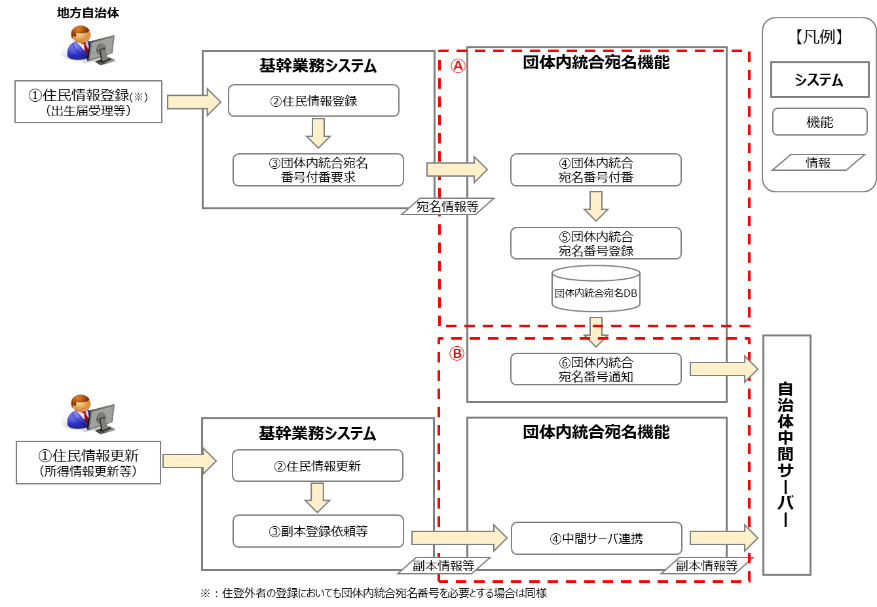 地方自治体
①住民情報登録(※)
（出生届受理等）
基幹業務システム
②住民情報登録
③団体内統合宛名
番号付番要求
宛名情報等
Ⓐ
団体内統合宛名機能
④団体内統合
宛名番号付番
⑤団体内統合
宛名番号登録
団体内統合宛名DB
Ⓑ
⑥団体内統合
宛名番号通知
【凡例】
システム
機能
情報
自治体中間サーバー
①住民情報更新
（所得情報更新等）
基幹業務システム
②住民情報更新
③副本登録依頼等
副本情報等
団体内統合宛名機能
④中間サーバ連携
副本情報等
※：住登外者の登録においても団体内統合宛名番号を必要とする場合は同様